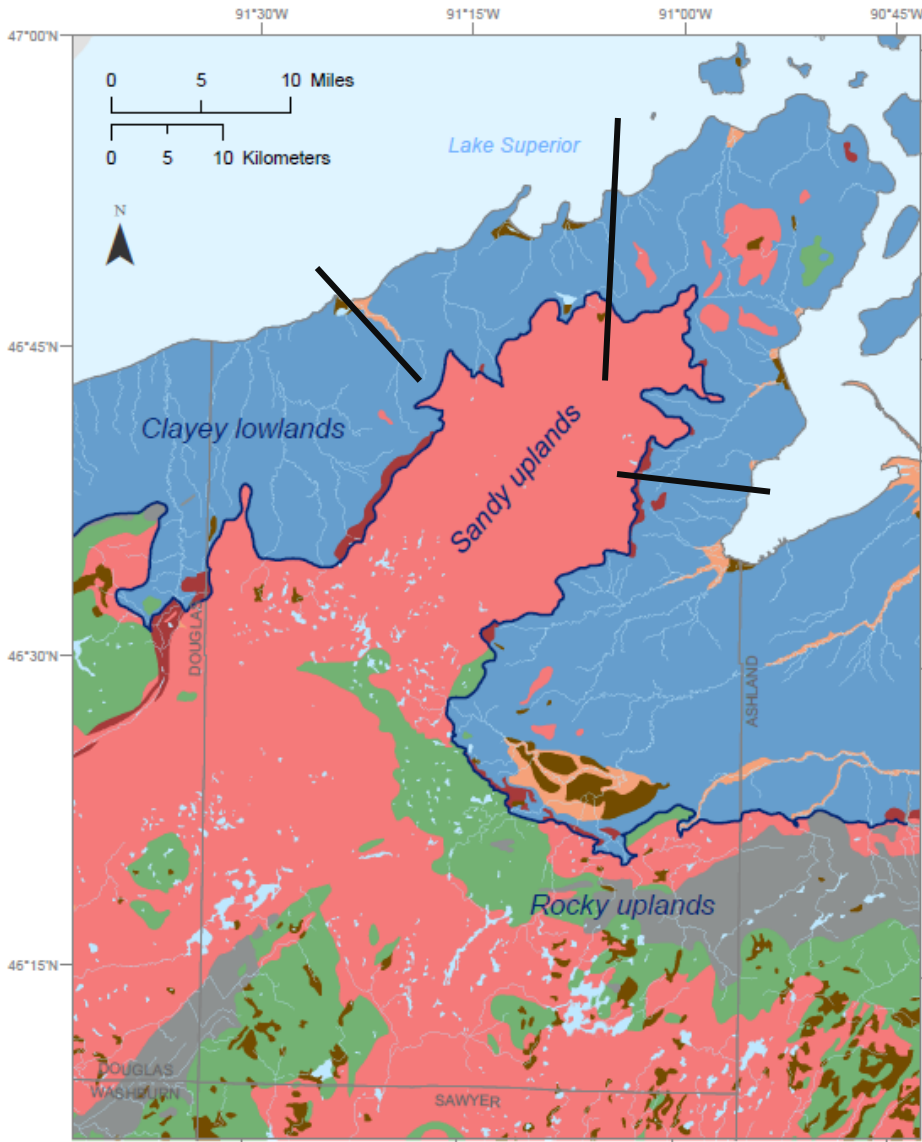 91°30'W 91°15'W 91°00'W 90°45'W
47°00'N
0 5 10 Miles
0 5 10 Kilometers
Lake Superior
N
46°45'N
Clayey lowlands
Sandy uplands
DOUGLAS
46°30'N
ASHLAND
Rocky uplands
46°15'N
DOUGLAS
WASHBURN
SAWYER